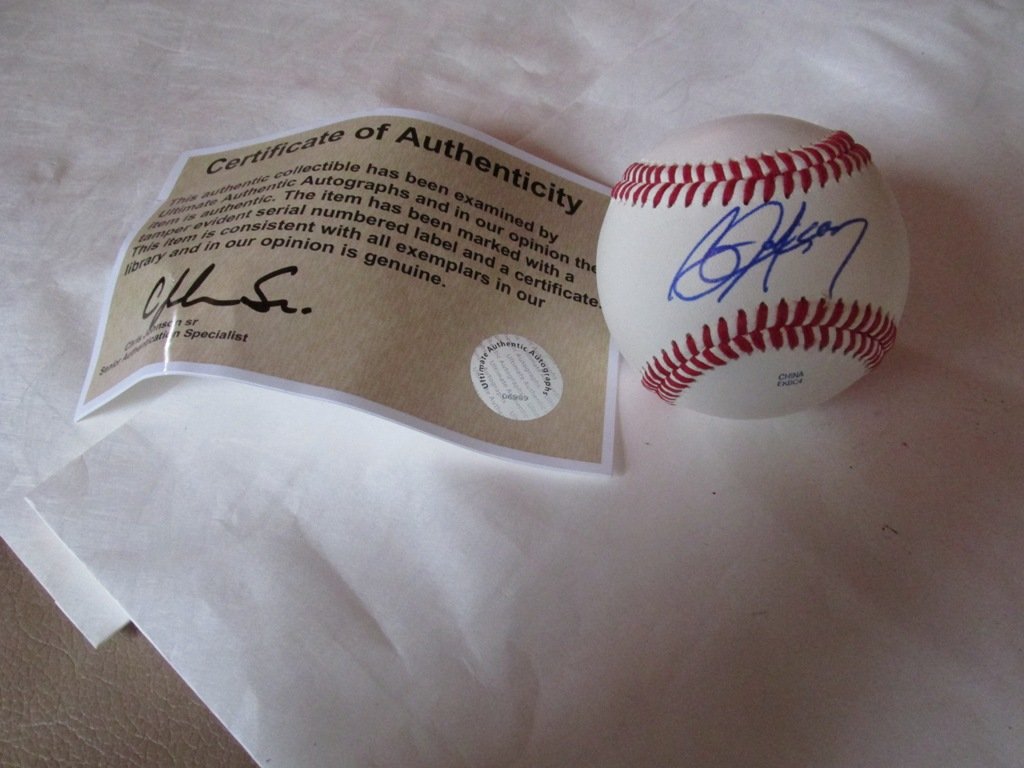 Certificate of Authenticity
This authentic collectible has been examined by
Ultimate Authentic Autographs and in our opinion the
item is authentic. The item has been marked with a
tamper evident serial numbered label and a certificate.
This item is consistent with all exemplars in our
library and in our opinion is genuine.
Chris Johnson sr
Senior Authentication Specialist
Ultimate Authentic Autographs
CHINA